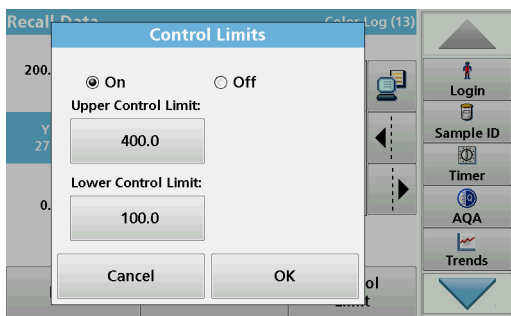 Recall Data
Color Log (13)
Control Limits
200.
On
Off
Upper Control Limit:
400.0
Y
27
Lower Control Limit:
100.0
0.
Cancel
OK
Login
Sample ID
Timer
AQA
Trends